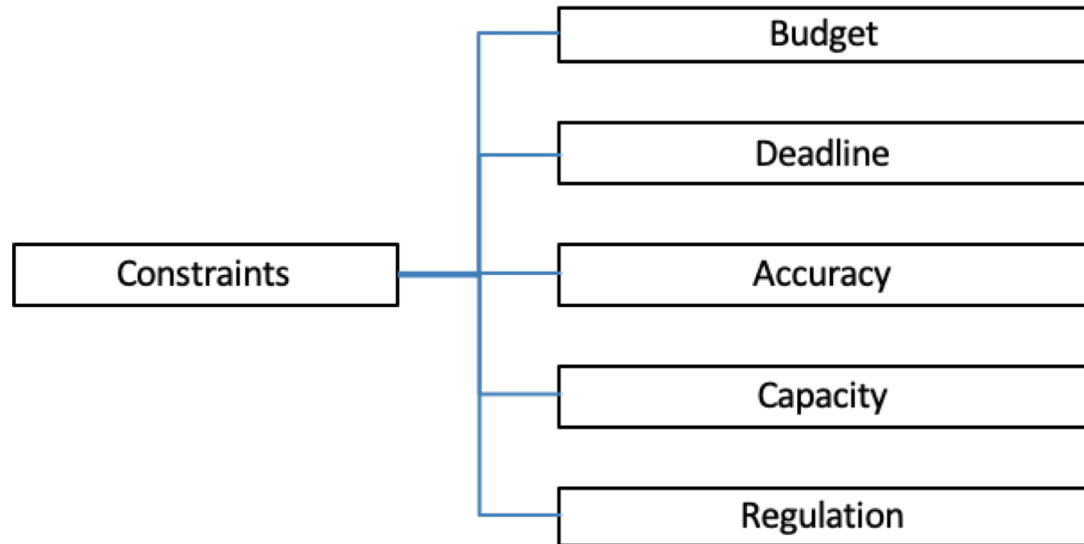 Budget
Deadline
Constraints
Accuracy
Capacity
Regulation